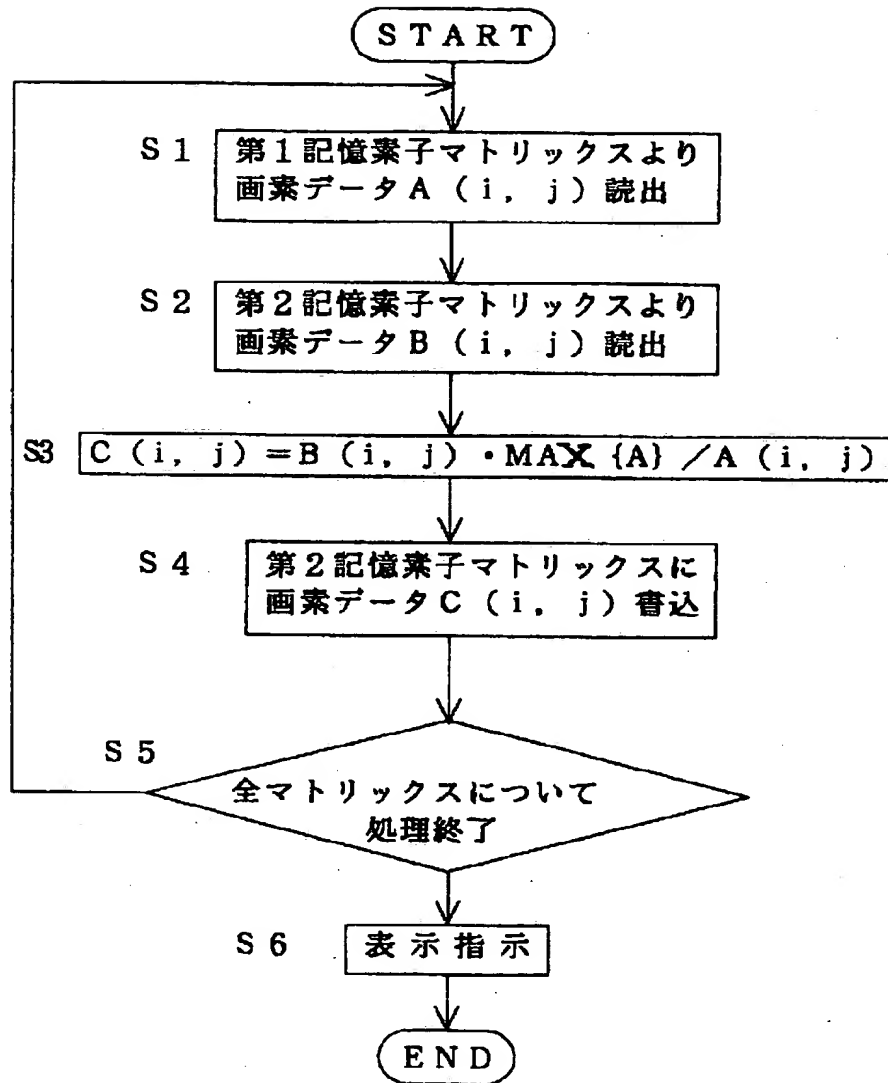 START
S1
第1記憶素子マトリックスより
画素データA(i,j)読出
S2
第2記憶素子マトリックスより
画素データB(i,j)読出
S3
C(i,j)=B(i,j)・MAX{A}/A(i,j)
S4
第2記憶素子マトリックスに
画素データC(i,j)書込
S5
全マトリックスについて
処理終了
S6
表示指示
END